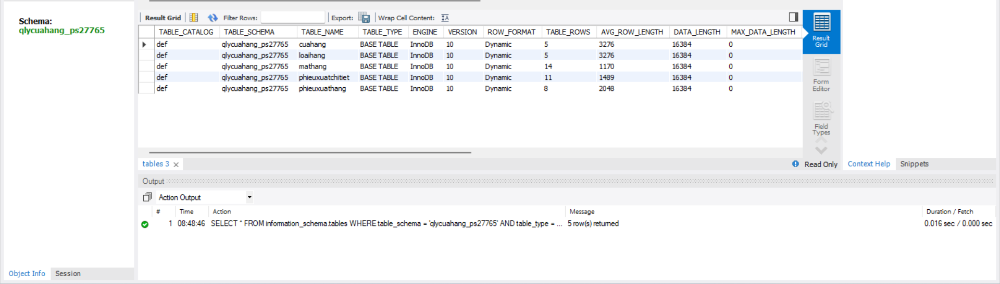 Schema:
qlycuahang_ps27765
Result Grid Filter Rows: Export: Wrap Cell Content: IA
TABLE_CATALOG TABLE_SCHEMA TABLE_NAME TABLE_TYPE ENGINE VERSION ROW_FORMAT TABLE_ROWS AVG_ROW_LENGTH DATA_LENGTH MAX_DATA_LENGTH
def qlycuahang_ps27765 cuahang BASE TABLE InnoDB 10 Dynamic 5 3276 16384 0
def qlycuahang_ps27765 loaihang BASE TABLE InnoDB 10 Dynamic 5 3276 16384 0
def qlycuahang_ps27765 mathang BASE TABLE InnoDB 10 Dynamic 14 1170 16384 0
def qlycuahang_ps27765 phieuxuatchitiet BASE TABLE InnoDB 10 Dynamic 11 1489 16384 0
def qlycuahang_ps27765 phieuxuathang BASE TABLE InnoDB 10 Dynamic 8 2048 16384 0
Result
Grid
Form
Editor
Field
Types
tables 3 Read Only Context Help Snippets
Output
Action Output
# Time Action Message Duration / Fetch
1 08:48:46 SELECT * FROM information_schema.tables WHERE table_schema = 'qlycuahang_ps27765' AND table_type = ... 5 row(s) returned 0.016 sec / 0.000 sec
Object Info Session